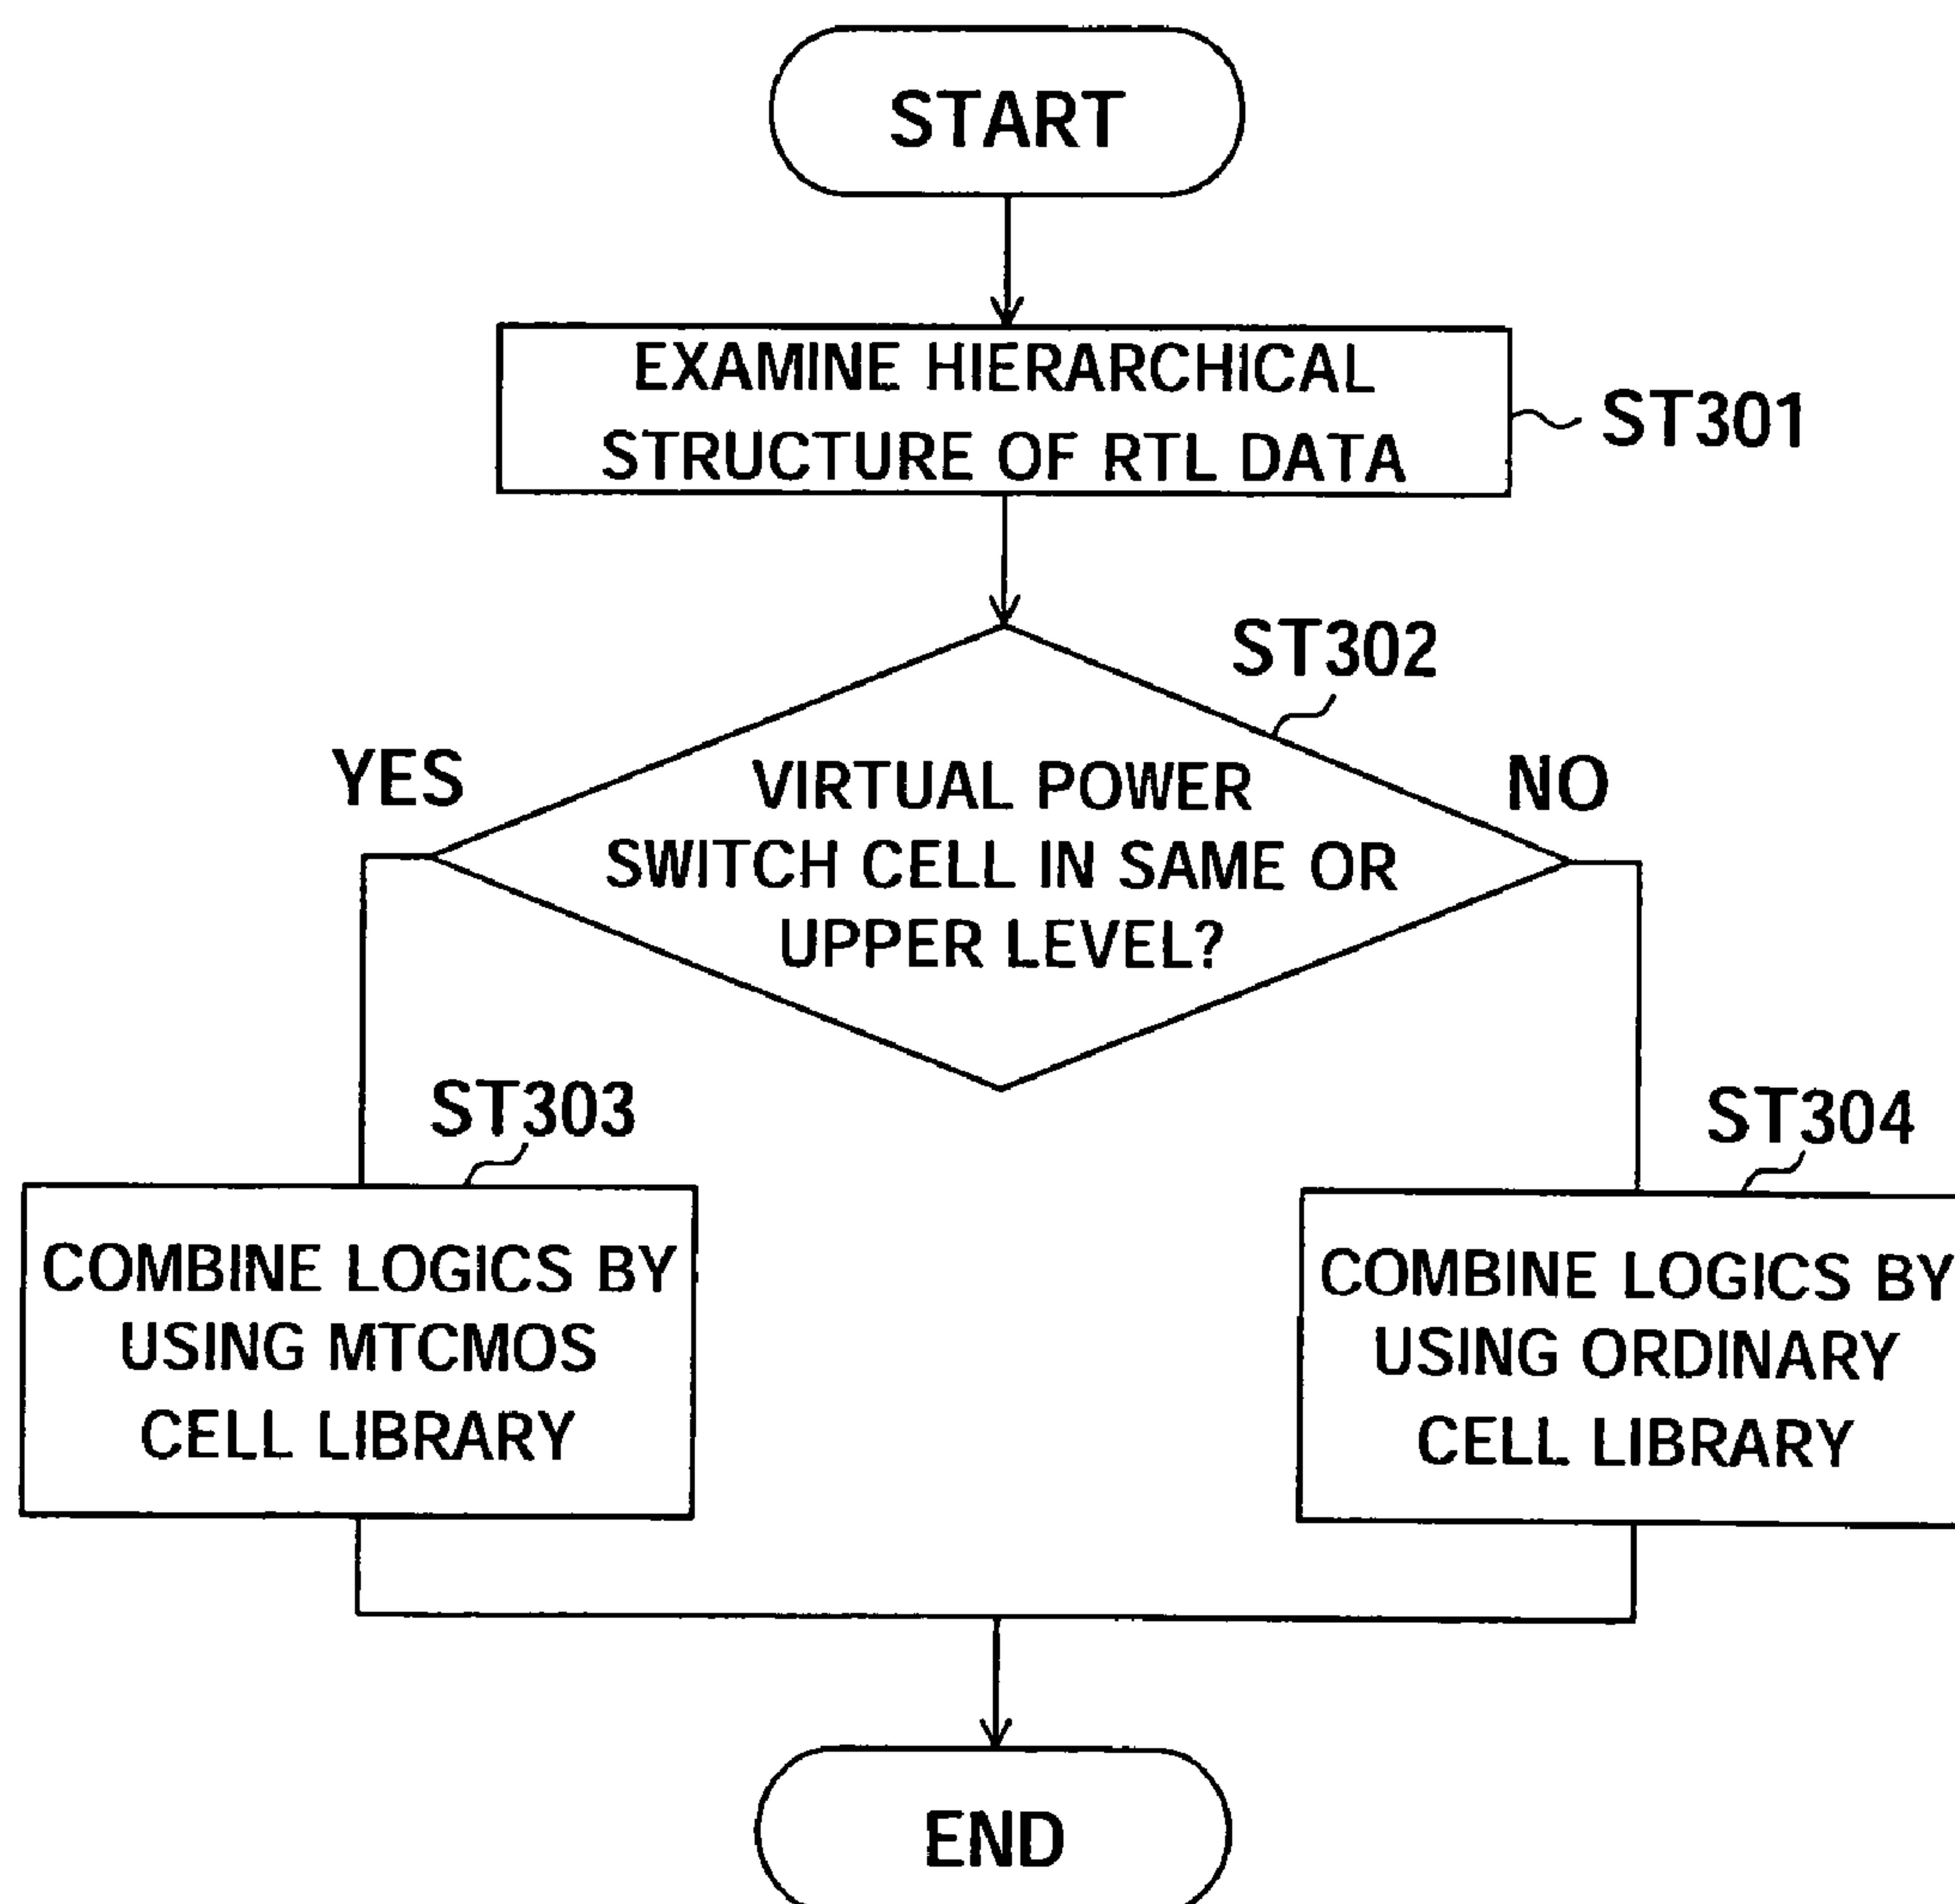 START
EXAMINE HIERARCHICAL
STRUCTURE OF RTL DATA
ST301
ST302
YES
NO
VIRTUAL POWER
SWITCH CELL IN SAME OR
UPPER LEVEL?
ST303
ST304
COMBINE LOGICS BY
USING MTCMOS
CELL LIBRARY
COMBINE LOGICS BY
USING ORDINARY
CELL LIBRARY
END